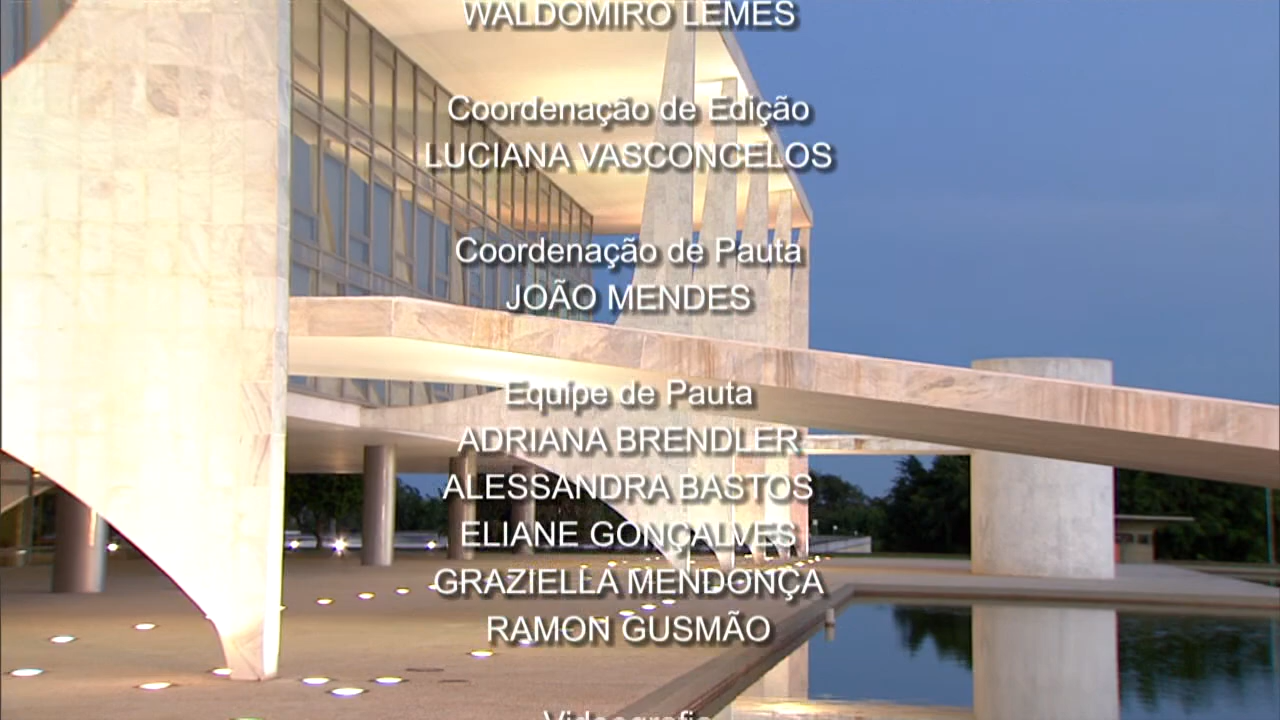 WALDOMIRO LEMES
Coordenação de Edição
LUCIANA VASCONCELOS
Coordenação de Pauta
JOÃO MENDES
Equipe de Pauta
ADRIANA BRENDLER
ALESSANDRA BASTOS
ELIANE GONÇALVES
GRAZIELLA MENDONÇA
RAMON GUSMÃO
Videografia